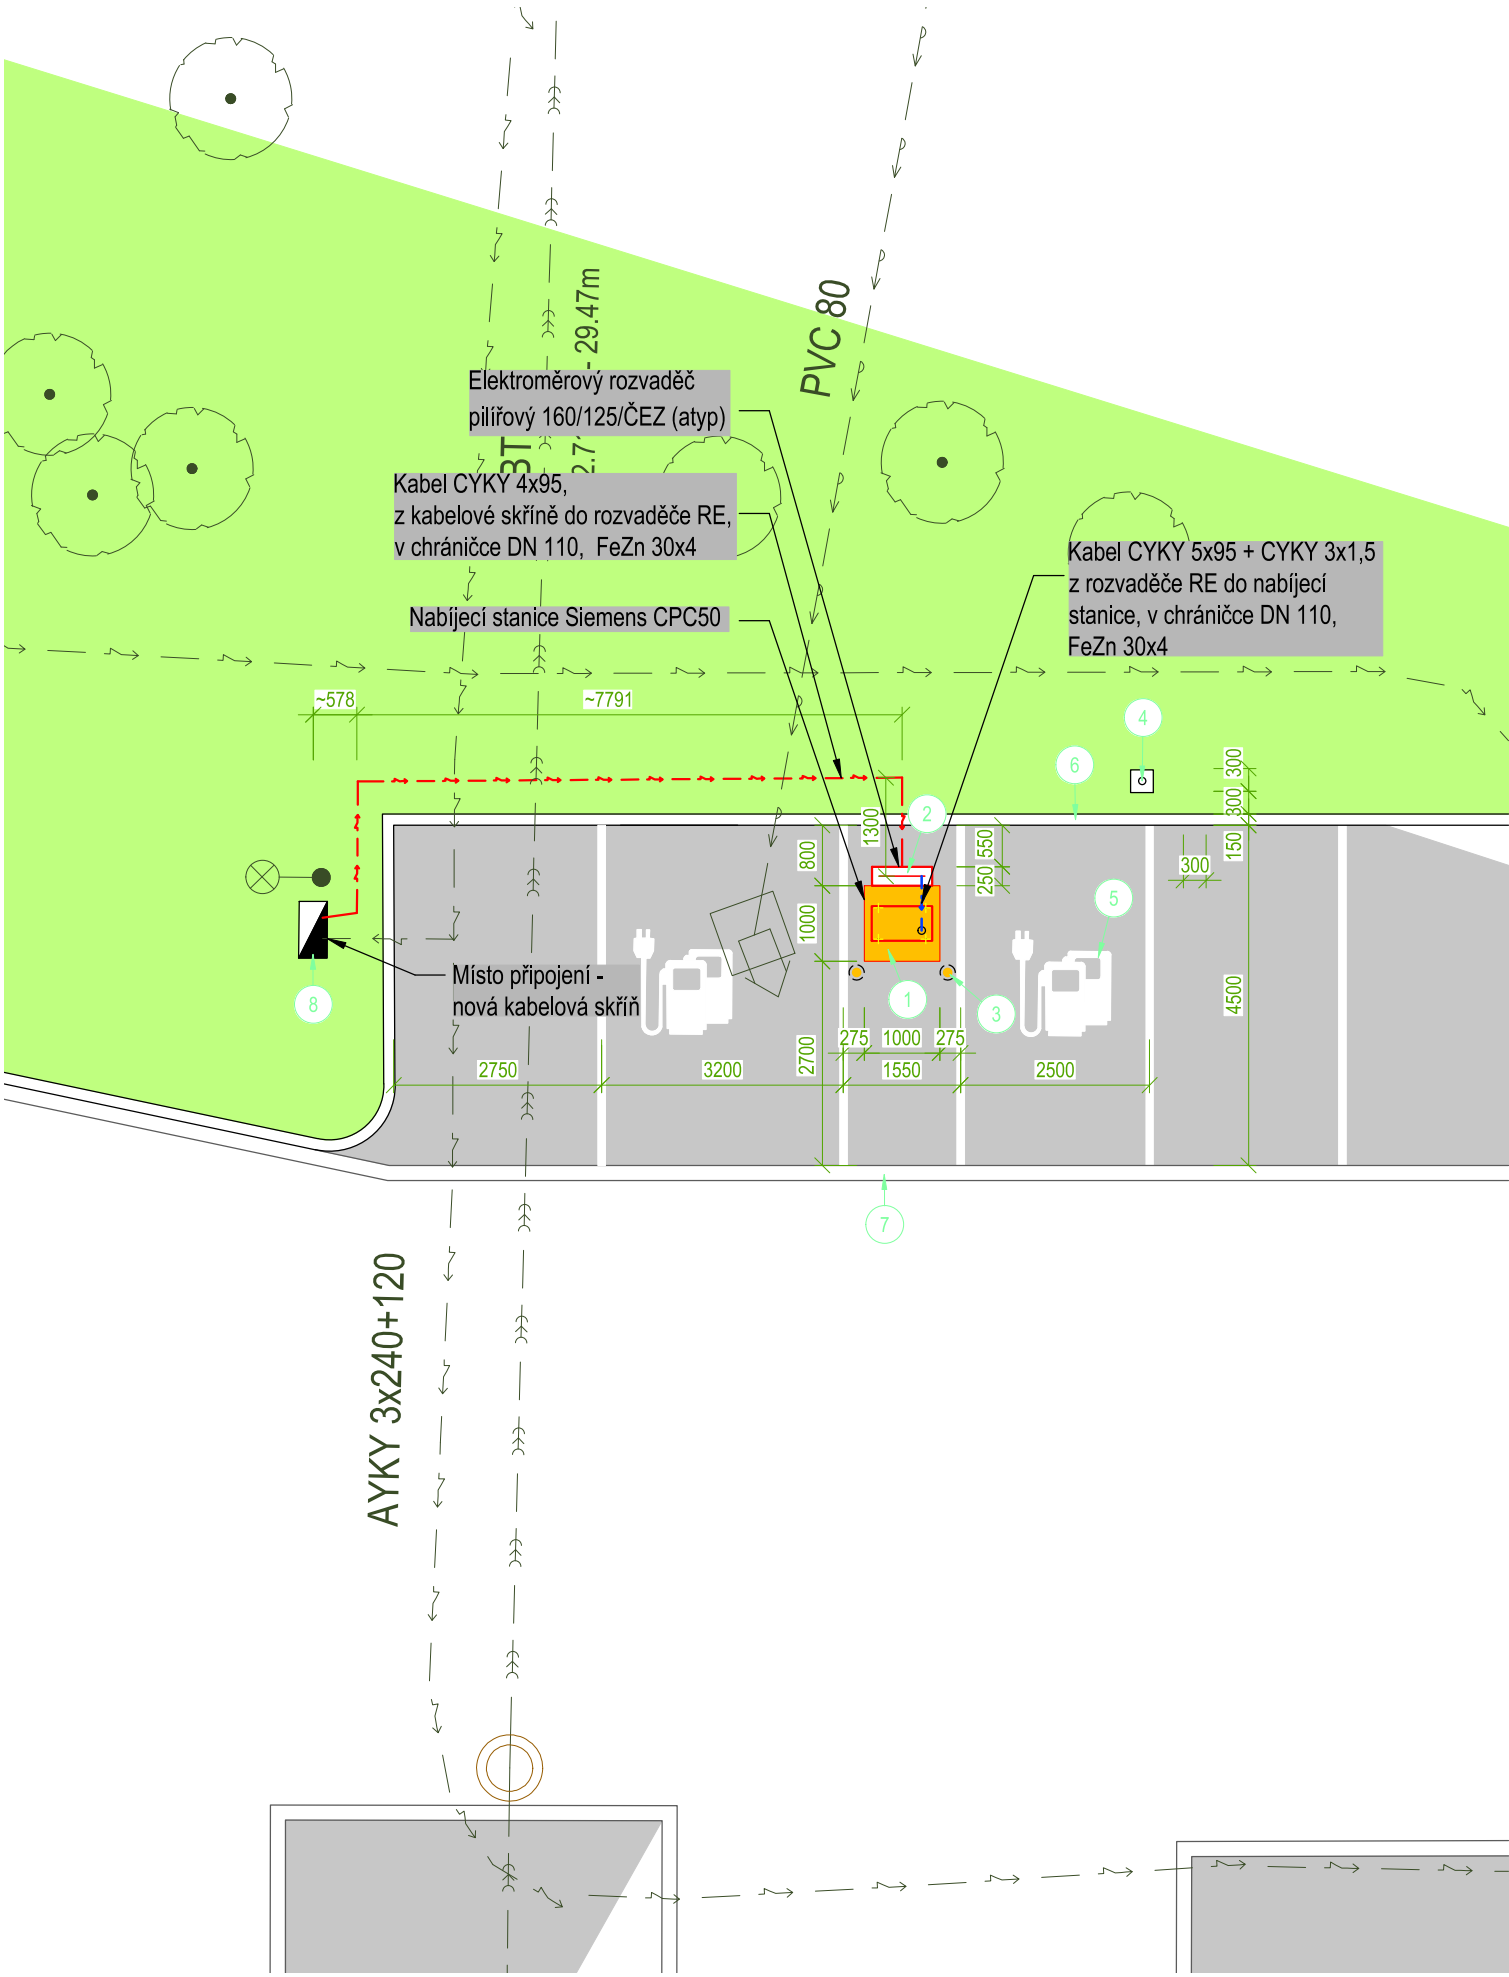 - 29.47m
PVC 80
Elektroměrový rozvaděč
pilířový 160/125/ČEZ (atyp)
BT
2.7
Kabel CYKY 4x95,
z kabelové skříně do rozvaděče RE,
v chráničce DN 110, FeZn 30x4
Kabel CYKY 5x95 + CYKY 3x1,5
z rozvaděče RE do nabíjecí
stanice, v chráničce DN 110,
FeZn 30x4
Nabíjecí stanice Siemens CPC50
~578
~7791
4
6
300
300
150
2
1300
800
550
250
300
1000
5
Místo připojení -
nová kabelová skříň
8
1
3
4500
275
1000
275
2700
2750
3200
1550
2500
7
AYKY 3x240+120